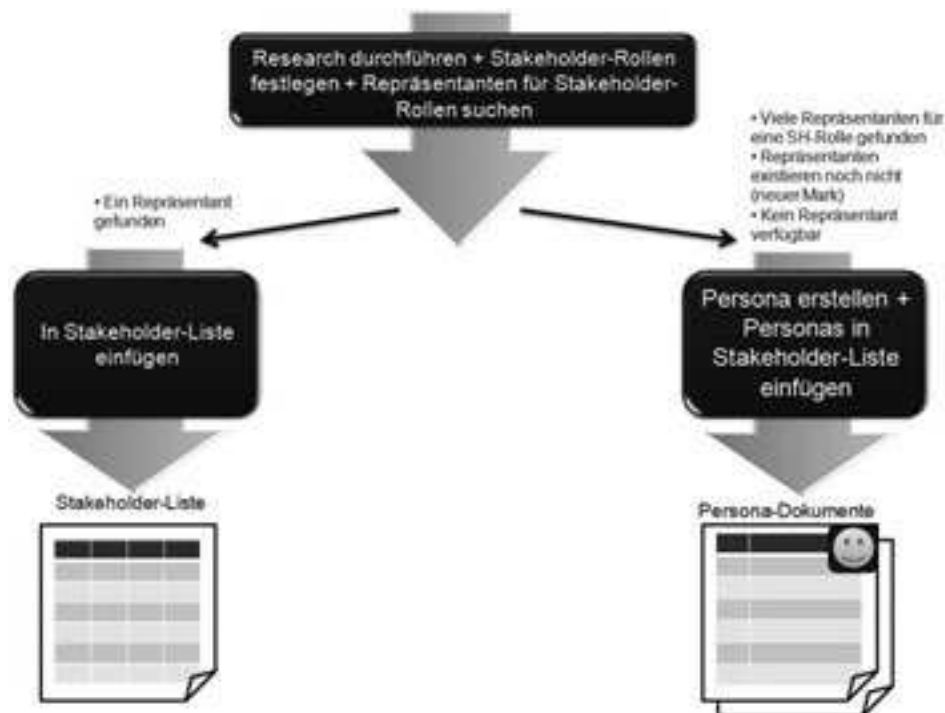 Research durchführen + Stakeholder-Rollen
festlegen + Repräsentanten für Stakeholder-
Rollen suchen
• Viele Repräsentanten für
eine SH-Rolle gefunden
• Repräsentanten
existieren noch nicht
(neuer Mark)
• Kein Repräsentant
verfügbar
• Ein Repräsentant
gefunden
In Stakeholder-Liste
einfügen
Persona erstellen +
Personas in
Stakeholder-Liste
einfügen
Stakeholder-Liste
Persona-Dokumente